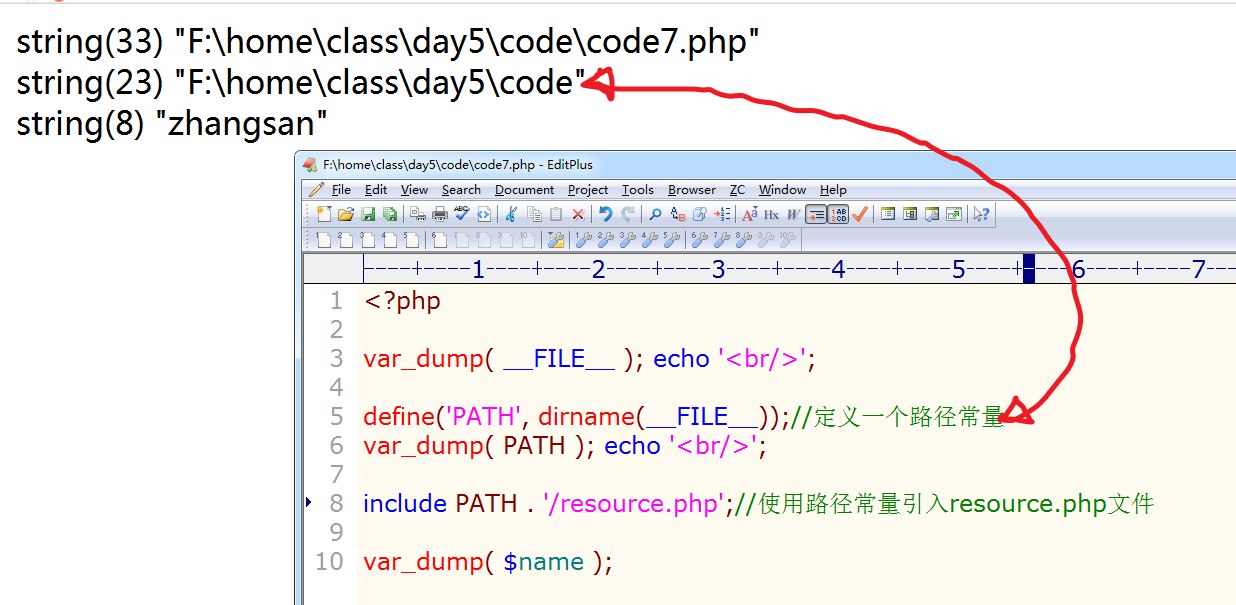 string(33) "F:\home\class\day5\code\code7.php"
string(23) "F:\home\class\day5\code"
string(8) "zhangsan"
F:\home\class\day5\code\code7.php - EditPlus
File Edit View Search Document Project Tools Browser ZC Window Help
----+----1----+----2----+----3----+----4----+----5----+----6----+----7--
1 <?php
2
3 var_dump( __FILE__ ); echo '<br/>';
4
5 define('PATH', dirname(__FILE__));//定义一个路径常量
6 var_dump( PATH ); echo '<br/>';
7
8 include PATH . '/resource.php';//使用路径常量引入resource.php文件
9
10 var_dump( $name );